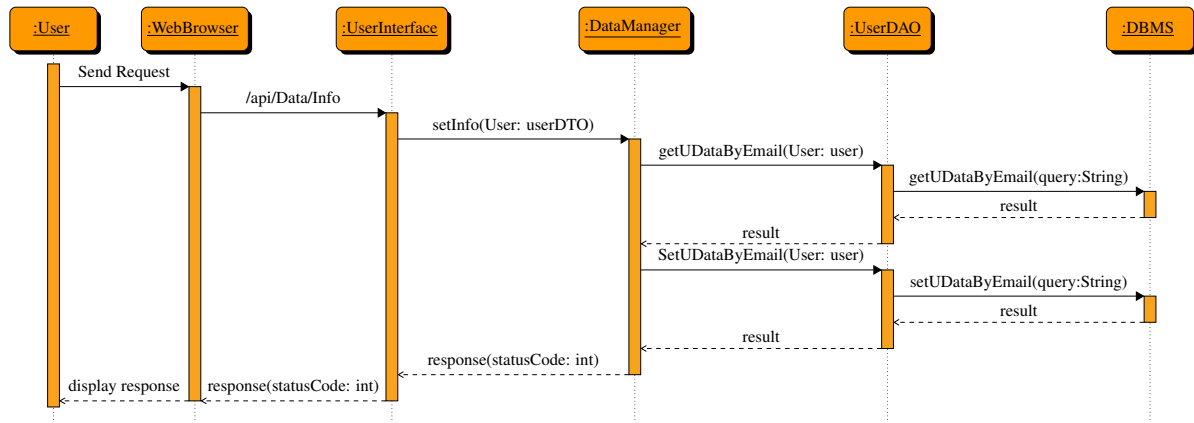 :User
:WebBrowser
:UserInterface
:DataManager
:UserDAO
:DBMS
Send Request
/api/Data/Info
setInfo(User: userDTO)
getUDataByEmail(User: user)
getUDataByEmail(query:String)
result
result
SetUDataByEmail(User: user)
setUDataByEmail(query:String)
result
result
response(statusCode: int)
display response
response(statusCode: int)